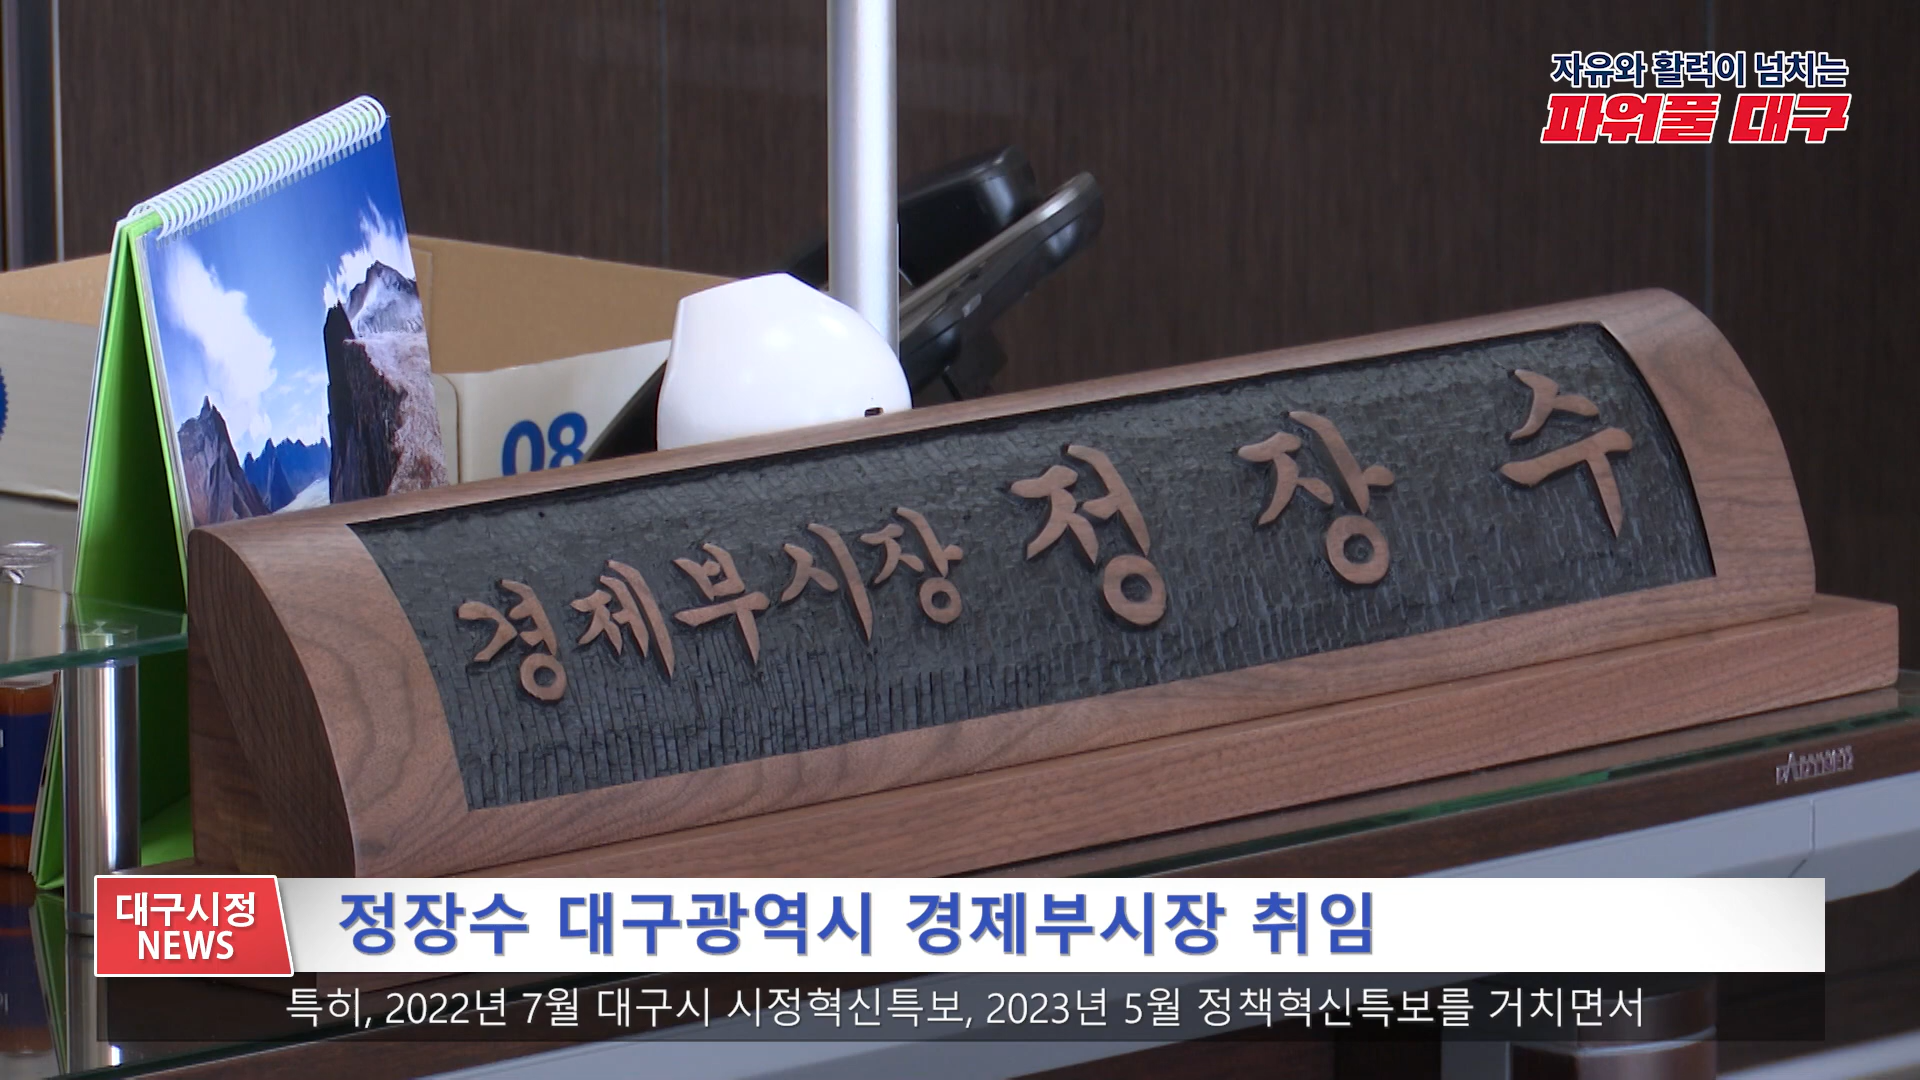 자유와 활력이 넘치는
파워풀 대구
08
경제부시장 정장수
대구시정
NEWS
정장수 대구광역시 경제부시장 취임
특히, 2022년 7월 대구시 시정혁신특보, 2023년 5월 정책혁신특보를 거치면서